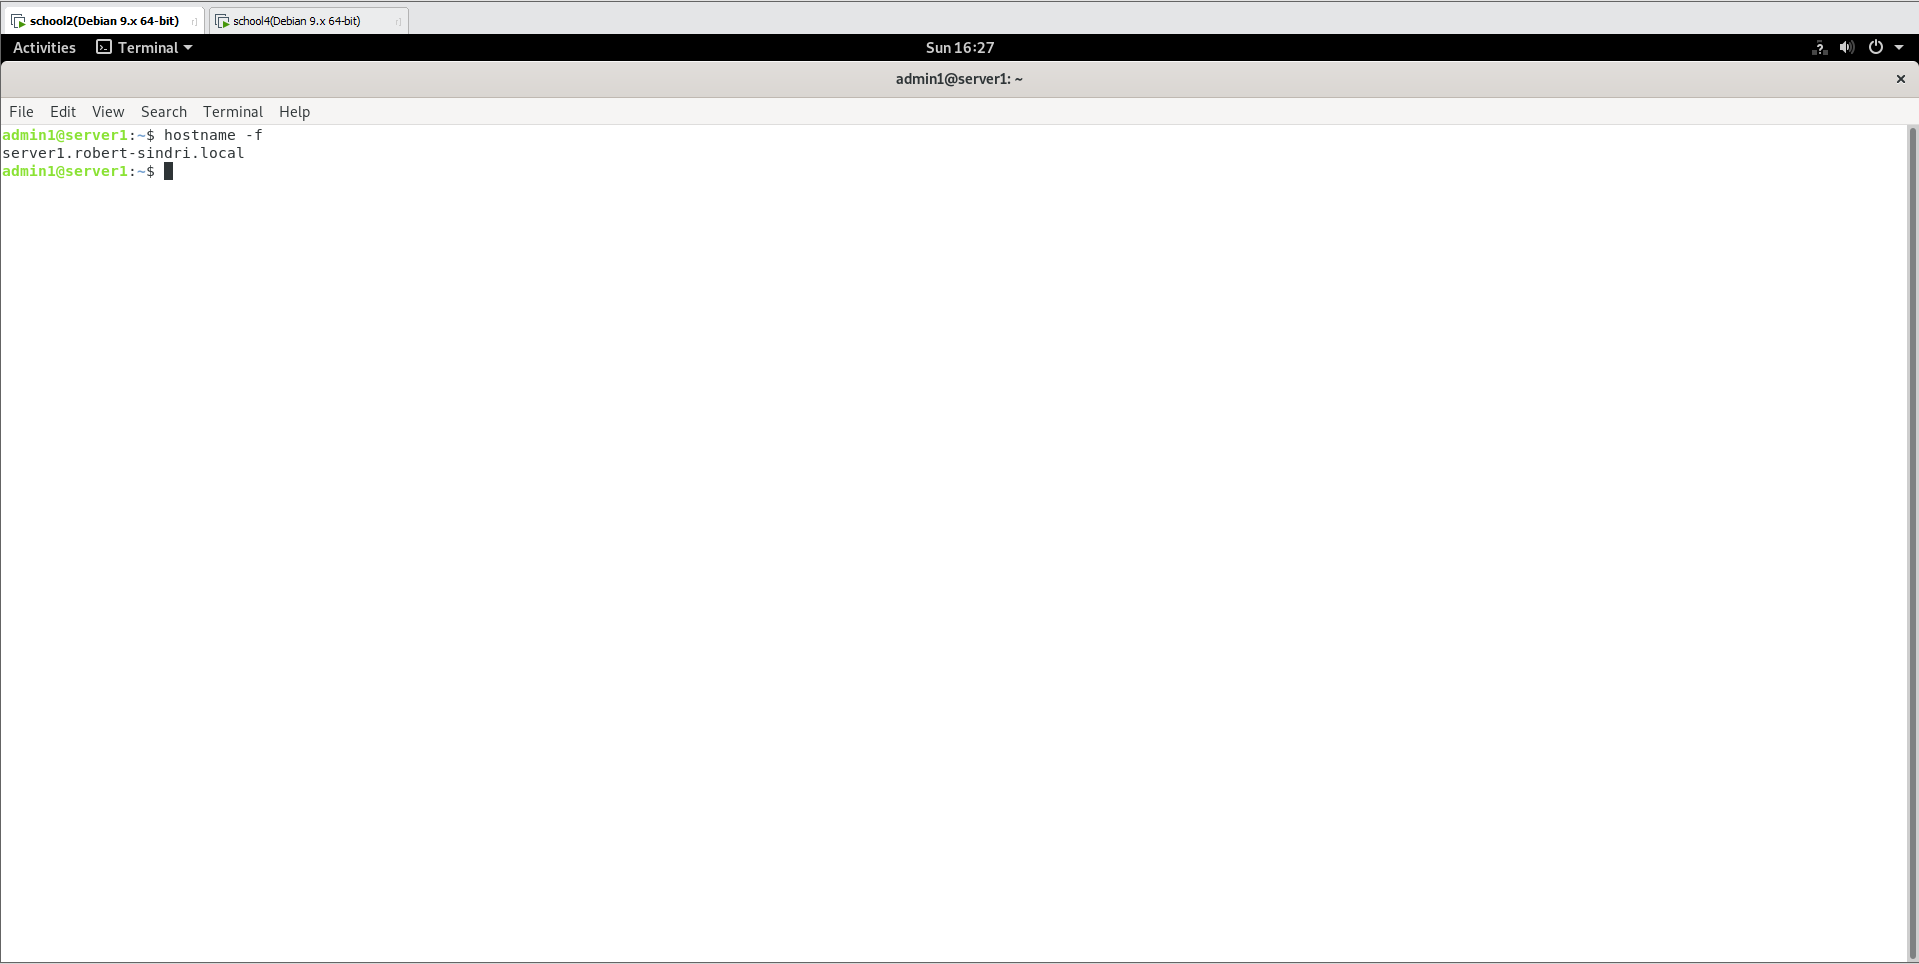 school2(Debian 9.x 64-bit) school4(Debian 9.x 64-bit)
Activities Terminal Sun 16:27
admin1@server1: ~
File Edit View Search Terminal Help
admin1@server1:~$ hostname -f
server1.robert-sindri.local
admin1@server1:~$